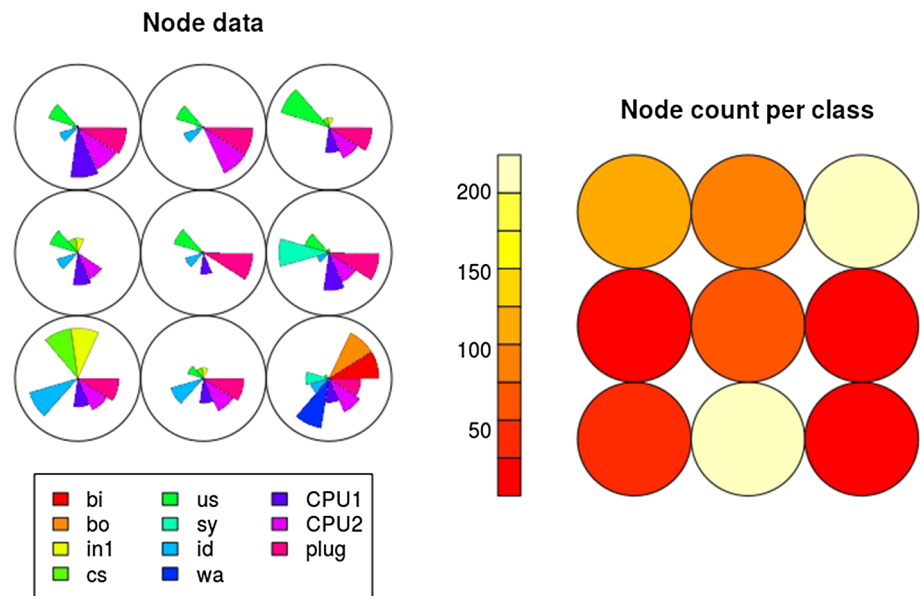 Node data
Node count per class
200
150
100
50
bi us CPU1
bo sy CPU2
in1 id plug
cs wa